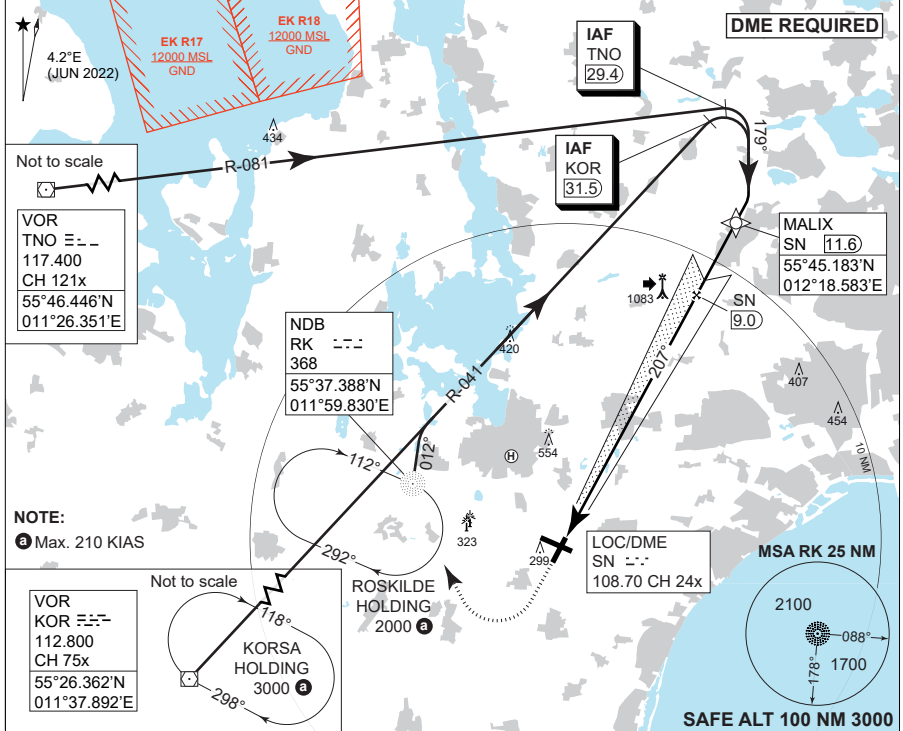 EK R17
12000 MSL
GND
EK R18
12000 MSL
GND
IAF
TNO
29.4
DME REQUIRED
4.2°E
(JUN 2022)
434
179°
Not to scale
R-081
IAF
KOR
31.5
VOR
TNO
117.400
CH 121x
55°46.446'N
011°26.351'E
MALIX
SN 11.6
55°45.183'N
012°18.583'E
1083
SN
9.0
NDB
RK
368
55°37.388'N
011°59.830'E
420
R-041
207°
407
454
10 NM
012°
112°
554
H
NOTE:
a Max. 210 KIAS
323
292°
299
LOC/DME
SN
108.70 CH 24x
MSA RK 25 NM
ROSKILDE
HOLDING
2000 a
Not to scale
VOR
KOR
112.800
CH 75x
55°26.362'N
011°37.892'E
118°
KORSA
HOLDING
3000 a
298°
2100
088°
178°
1700
SAFE ALT 100 NM 3000